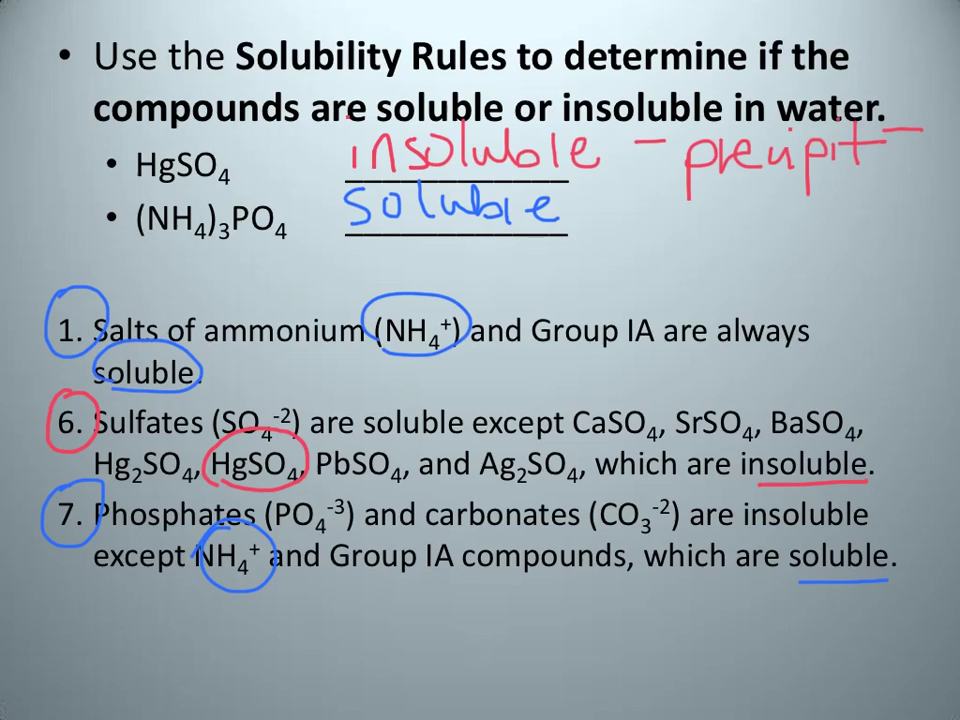 • Use the Solubility Rules to determine if the
compounds are soluble or insoluble in water.
• HgSO₄ insoluble – precipit –
• (NH₄)₃PO₄ soluble
1. Salts of ammonium (NH₄⁺) and Group IA are always
soluble.
6. Sulfates (SO₄⁻²) are soluble except CaSO₄, SrSO₄, BaSO₄,
Hg₂SO₄, HgSO₄, PbSO₄, and Ag₂SO₄, which are insoluble.
7. Phosphates (PO₄⁻³) and carbonates (CO₃⁻²) are insoluble
except NH₄⁺ and Group IA compounds, which are soluble.